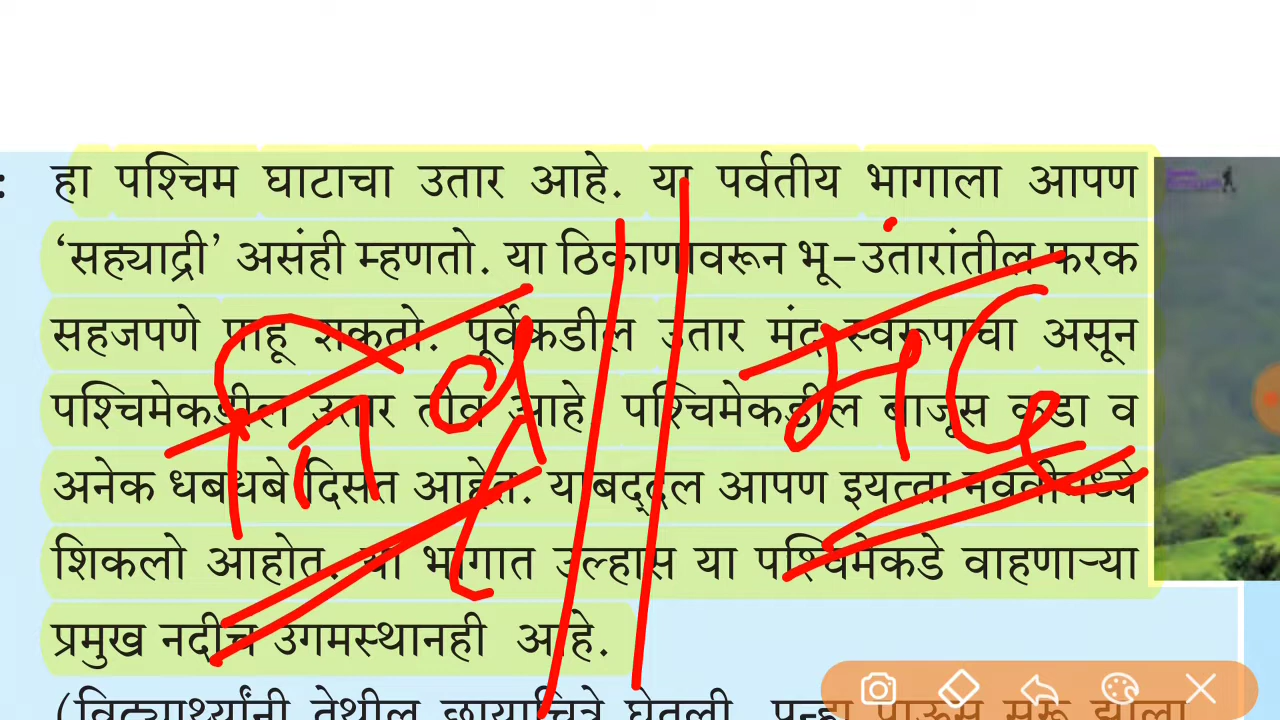 हा पश्चिम घाटाचा उतार आहे. या पर्वतीय भागाला आपण
‘सह्याद्री’ असंही म्हणतो. या ठिकाणावरून भू-उंतारांतील फरक
सहजपणे पाहू शकतो. पूर्वेकडील उतार मंद स्वरूपाचा असून
पश्चिमेकडील उतार तीव्र आहे. पश्चिमेकडील बाजूस कडा व
अनेक धबधबे दिसत आहेत. याबद्दल आपण इयत्ता नववीमध्ये
शिकलो आहोत. या भागात उल्हास या पश्चिमेकडे वाहणाऱ्या
प्रमुख नदीच उगमस्थानही आहे.
(विद्यार्थ्यांनी तेथील छायाचित्रे घेतली. पुन्हा पाऊस सुरू झाला
तिव्र
मंद